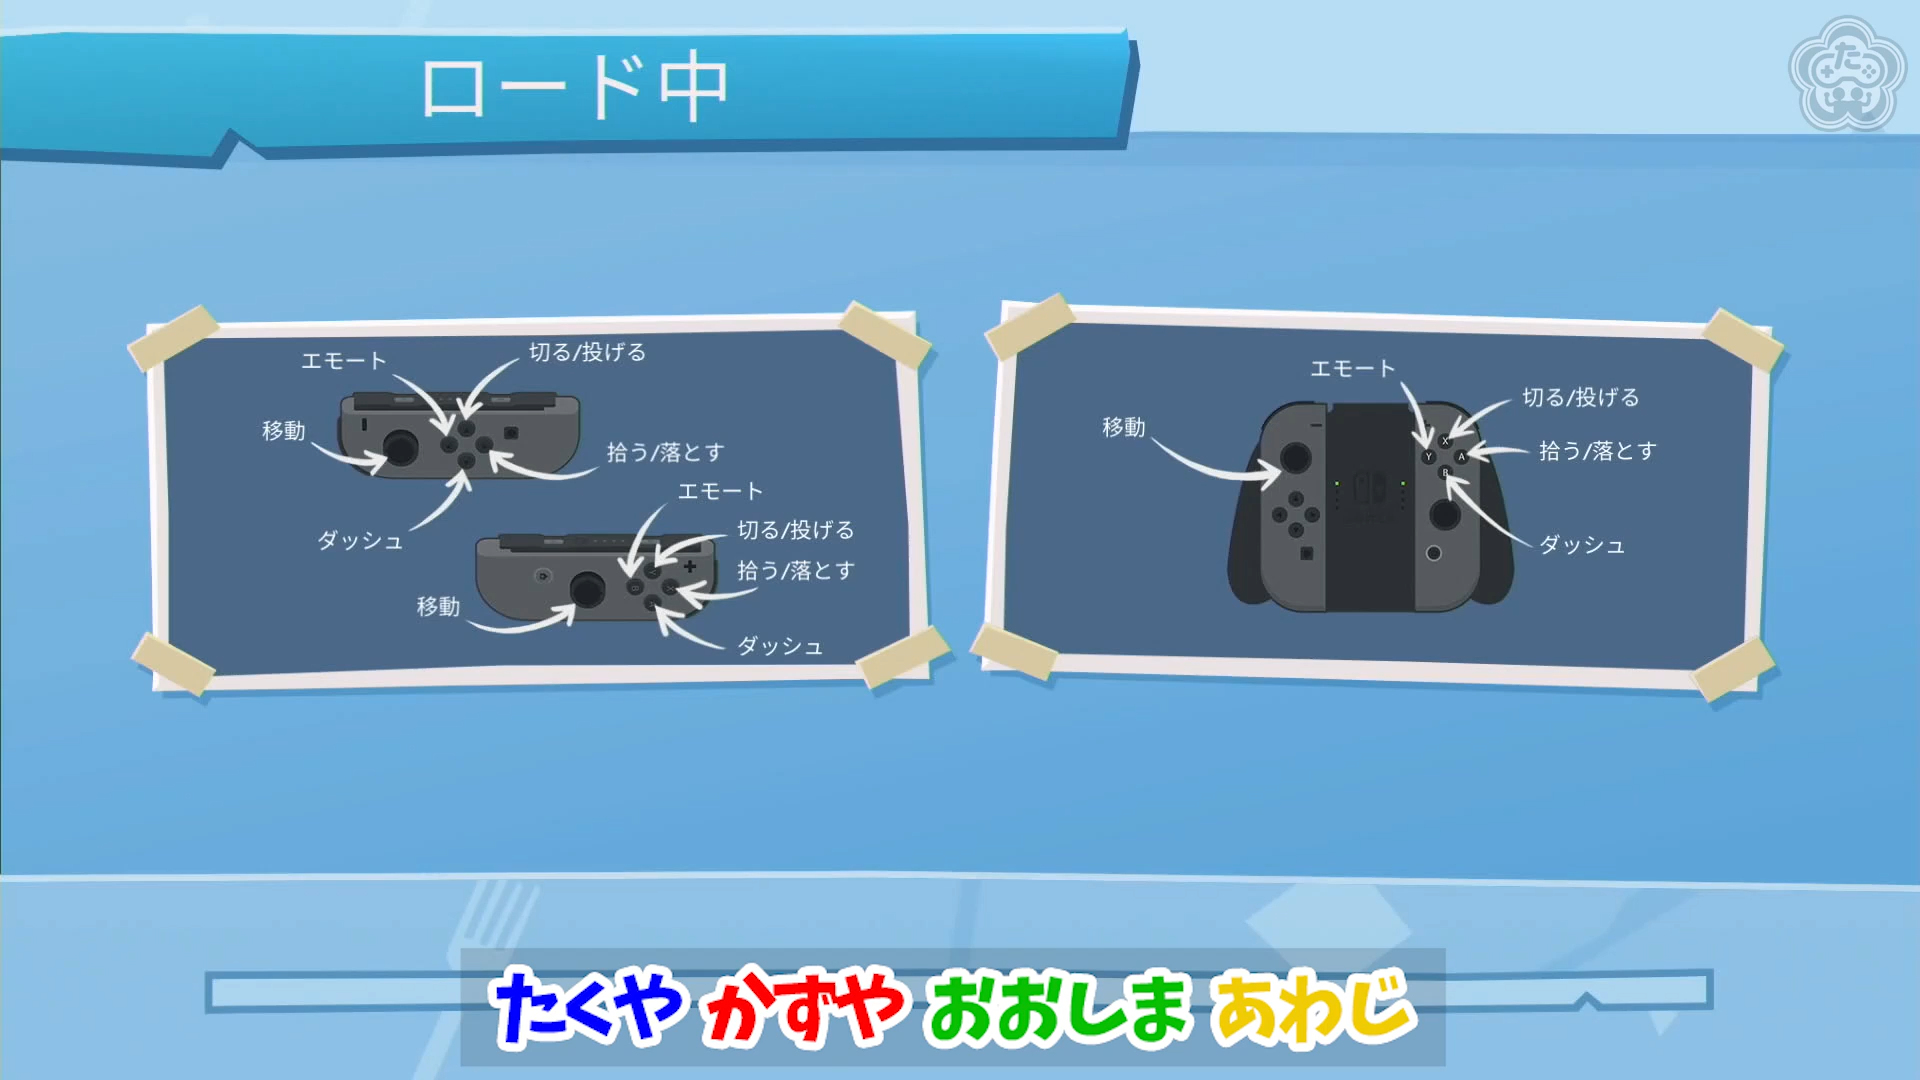 ロード中
た
エモート
切る/投げる
移動
拾う/落とす
ダッシュ
エモート
切る/投げる
拾う/落とす
移動
ダッシュ
エモート
切る/投げる
移動
拾う/落とす
ダッシュ
X
Y
A
B
たくや かずや おおしま あわじ